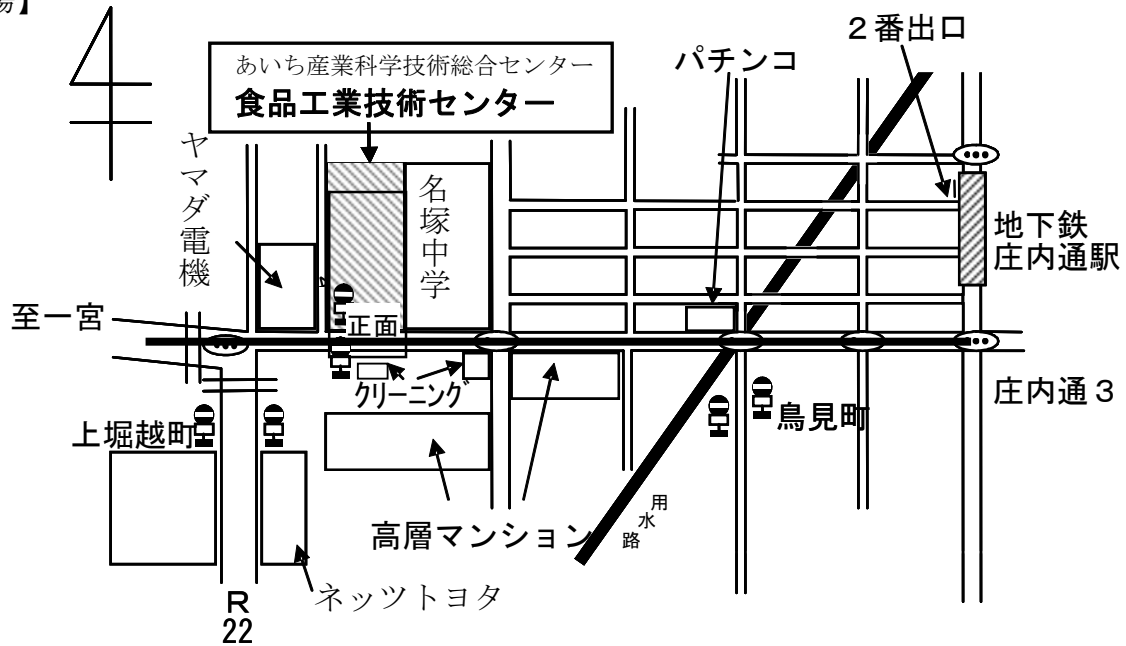 場】
２番出口
パチンコ
あいち産業科学技術総合センター
食品工業技術センター
ヤマダ電機
名塚中学
地下鉄
庄内通駅
至一宮
正面
クリーニング
庄内通３
鳥見町
上堀越町
用水路
高層マンション
ネッツトヨタ
R
22